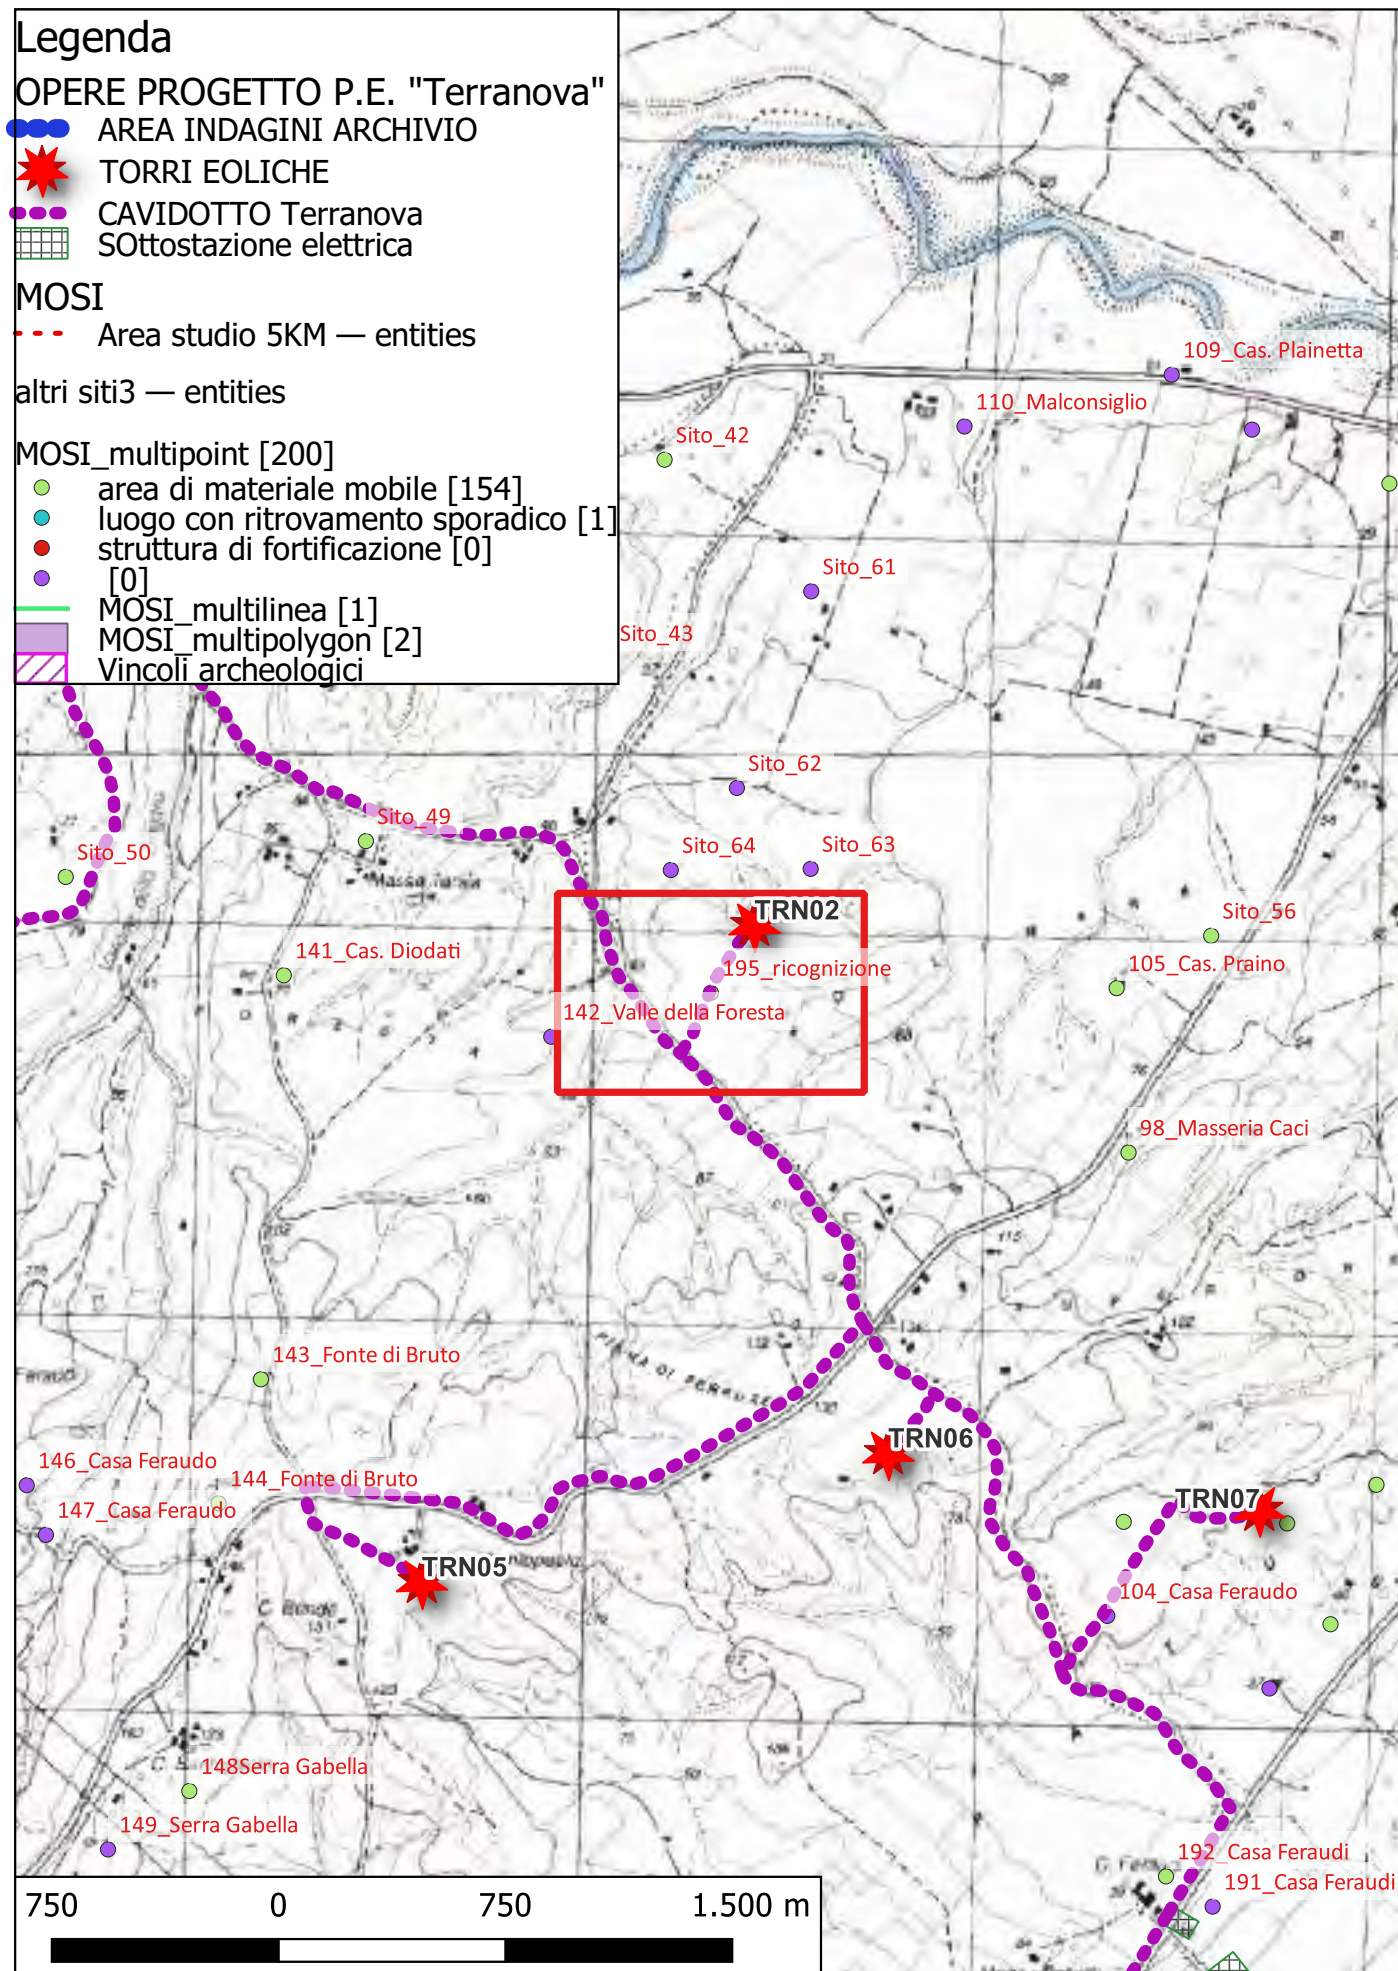 Legenda
OPERE PROGETTO P.E. "Terranova"
AREA INDAGINI ARCHIVIO
TORRI EOLICHE
CAVIDOTTO Terranova
SOttostazione elettrica
MOSI
Area studio 5KM — entities
altri siti3 — entities
MOSI_multipoint [200]
area di materiale mobile [154]
luogo con ritrovamento sporadico [1]
struttura di fortificazione [0]
[0]
MOSI_multilinea [1]
MOSI_multipolygon [2]
Vincoli archeologici
109_Cas. Plainetta
110_Malconsiglio
Sito_42
Sito_61
Sito_43
Sito_62
Sito_49
Sito_50
Sito_64
Sito_63
TRN02
Sito_56
141_Cas. Diodati
195_ricognizione
105_Cas. Praino
142_Valle della Foresta
98_Masseria Caci
143_Fonte di Bruto
TRN06
146_Casa Feraudo
144_Fonte di Bruto
TRN07
147_Casa Feraudo
TRN05
104_Casa Feraudo
148Serra Gabella
149_Serra Gabella
192_Casa Feraudi
191_Casa Feraudi
750 0 750 1.500 m